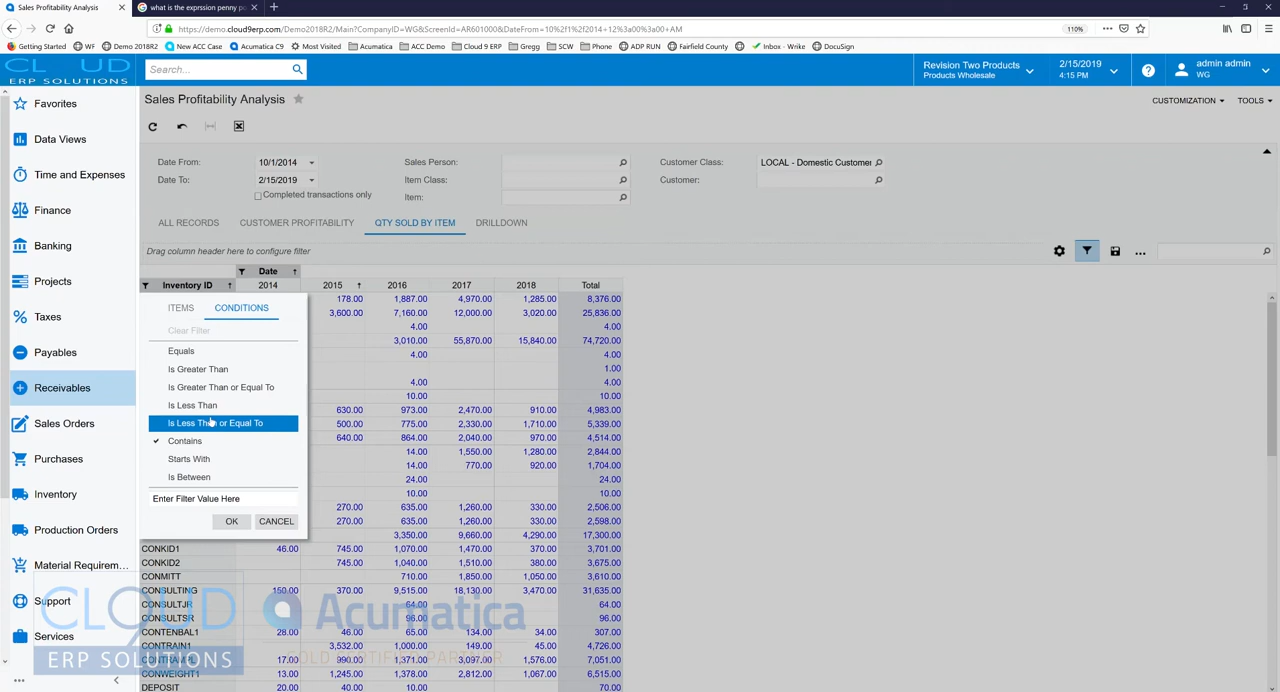 Sales Profitability Analysis
what is the exprssion penny po
https://demo.cloud9erp.com/Demo2018R2/Main?CompanyID=WG&ScreenId=AR601000&DateFrom=10%2f1%2f2014+12%3a00%3a00+AM
110%
Getting Started WF Demo 2018R2 New ACC Case Acumatica C9 Most Visited Acumatica ACC Demo Cloud 9 ERP Gregg SCW Phone ADP RUN Fairfield County Inbox - Wrike DocuSign
CLOUD
ERP SOLUTIONS
Search...
Revision Two Products
Products Wholesale
2/15/2019
4:15 PM
admin admin
WG
Favorites
Data Views
Time and Expenses
Finance
Banking
Projects
Taxes
Payables
Receivables
Sales Orders
Purchases
Inventory
Production Orders
Material Requirem...
Support
Services
Sales Profitability Analysis
CUSTOMIZATION TOOLS
Date From: 10/1/2014 Sales Person: Customer Class: LOCAL - Domestic Customer
Date To: 2/15/2019 Item Class: Customer:
Completed transactions only Item:
ALL RECORDS CUSTOMER PROFITABILITY QTY SOLD BY ITEM DRILLDOWN
Drag column header here to configure filter
Date
Inventory ID 2014 2015 2016 2017 2018 Total
178.00 1,887.00 4,970.00 1,285.00 8,376.00
3,600.00 7,160.00 12,000.00 3,020.00 25,836.00
4.00 4.00
3,010.00 55,870.00 15,840.00 74,720.00
4.00 4.00
1.00
4.00 4.00
10.00 10.00
630.00 973.00 2,470.00 910.00 4,983.00
500.00 775.00 2,330.00 1,710.00 5,339.00
640.00 864.00 2,040.00 970.00 4,514.00
14.00 1,550.00 1,280.00 2,844.00
14.00 770.00 920.00 1,704.00
24.00 24.00
10.00 10.00
270.00 635.00 1,260.00 330.00 2,506.00
270.00 635.00 1,260.00 330.00 2,598.00
3,350.00 9,660.00 4,290.00 17,300.00
CONKID1 46.00 745.00 1,070.00 1,470.00 370.00 3,701.00
CONKID2 745.00 1,040.00 1,510.00 380.00 3,675.00
CONMITT 710.00 1,850.00 1,050.00 3,610.00
CONSULTING 150.00 370.00 9,515.00 18,130.00 3,470.00 31,635.00
CONSULTJR 64.00 64.00
CONSULTSR 96.00 96.00
CONTENBAL1 28.00 46.00 65.00 134.00 34.00 307.00
CONTRAIN1 3,532.00 1,000.00 149.00 45.00 4,726.00
CONTRAMPL 17.00 990.00 1,371.00 3,097.00 1,576.00 7,051.00
CONWEIGHT1 13.00 1,245.00 1,378.00 2,812.00 1,067.00 6,515.00
DEPOSIT 20.00 40.00 10.00 70.00
ITEMS CONDITIONS
Clear Filter
Equals
Is Greater Than
Is Greater Than or Equal To
Is Less Than
Is Less Than or Equal To
Contains
Starts With
Is Between
Enter Filter Value Here
OK CANCEL
CLOUD
ERP SOLUTIONS
Acumatica
GOLD CERTIFIED PARTNER